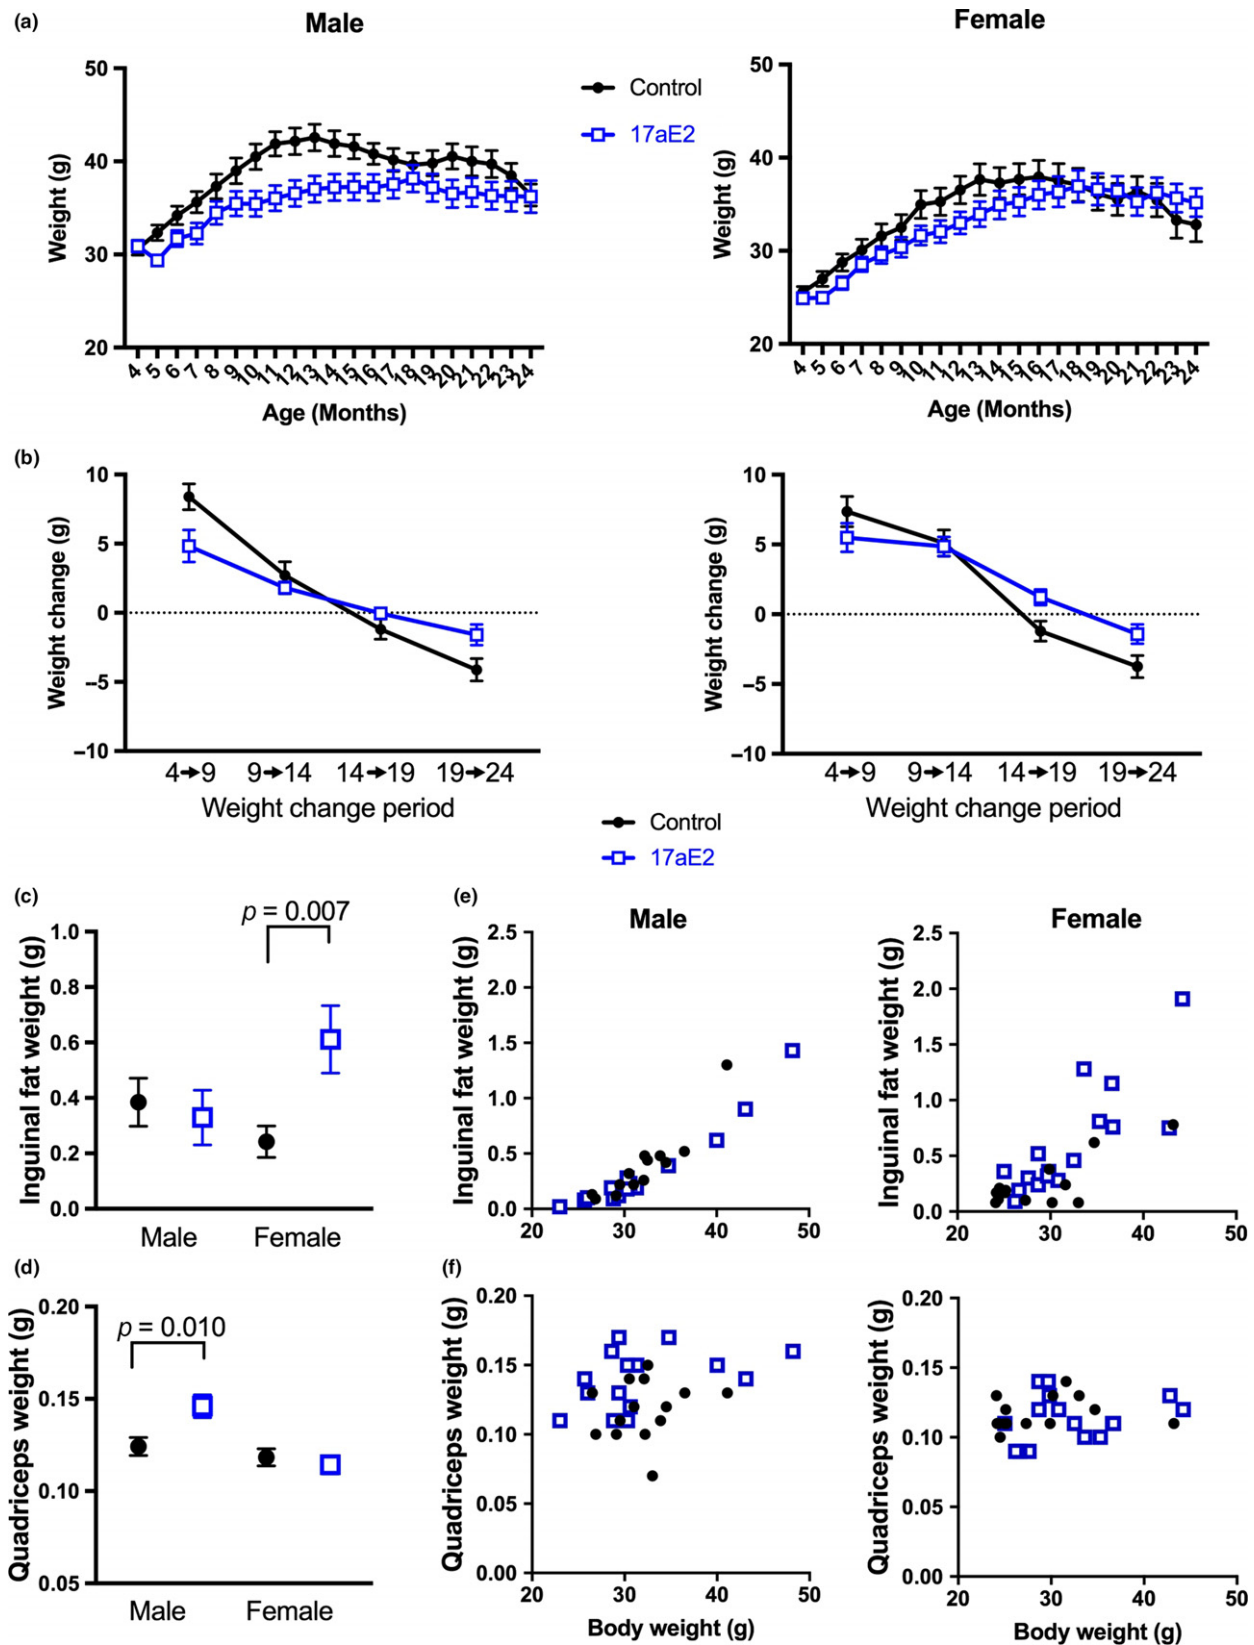 (a)
Male
Female
50
40
30
20
Weight (g)
4 5 6 7 8 9 10 11 12 13 14 15 16 17 18 19 20 21 22 23 24
Age (Months)
Control
17aE2
50
40
30
20
Weight (g)
4 5 6 7 8 9 10 11 12 13 14 15 16 17 18 19 20 21 22 23 24
Age (Months)
(b)
10
5
0
--5
–10
Weight change (g)
4→9 9→14 14→19 19→24
Weight change period
10
5
0
–5
–10
Weight change (g)
4→9 9→14 14→19 19→24
Weight change period
Control
17aE2
(c)
p = 0.007
1.0
0.8
0.6
0.4
0.2
0.0
Inguinal fat weight (g)
Male Female
(e)
Male
2.5
2.0
1.5
1.0
0.5
0.0
Inguinal fat weight (g)
20 30 40 50
Female
2.5
2.0
1.5
1.0
0.5
0.0
Inguinal fat weight (g)
20 30 40 50
(d)
p = 0.010
0.20
0.15
0.10
0.05
Quadriceps weight (g)
Male Female
(f)
0.20
0.15
0.10
0.05
0.00
Quadriceps weight (g)
20 30 40 50
Body weight (g)
0.20
0.15
0.10
0.05
0.00
Quadriceps weight (g)
20 30 40 50
Body weight (g)